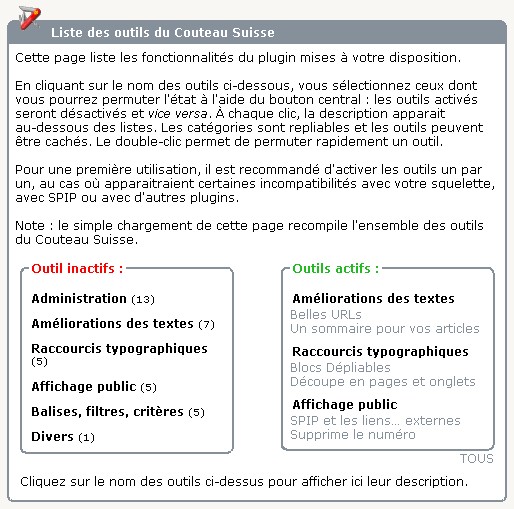 Liste des outils du Couteau Suisse
Cette page liste les fonctionnalités du plugin mises à votre disposition.
En cliquant sur le nom des outils ci-dessous, vous sélectionnez ceux dont
vous pourrez permuter l'état à l'aide du bouton central : les outils activés
seront désactivés et vice versa. À chaque clic, la description apparait
au-dessous des listes. Les catégories sont repliables et les outils peuvent
être cachés. Le double-clic permet de permuter rapidement un outil.
Pour une première utilisation, il est recommandé d'activer les outils un par
un, au cas où apparaitraient certaines incompatibilités avec votre squelette,
avec SPIP ou avec d'autres plugins.
Note : le simple chargement de cette page recompile l'ensemble des outils
du Couteau Suisse.
Outil inactifs :
Administration (13)
Améliorations des textes (7)
Raccourcis typographiques
(5)
Affichage public (5)
Balises, filtres, critères (5)
Divers (1)
Outils actifs :
Améliorations des textes
Belles URLs
Un sommaire pour vos articles
Raccourcis typographiques
Blocs Dépliables
Découpe en pages et onglets
Affichage public
SPIP et les liens... externes
Supprime le numéro
TOUS
Cliquez sur le nom des outils ci-dessus pour afficher ici leur description.